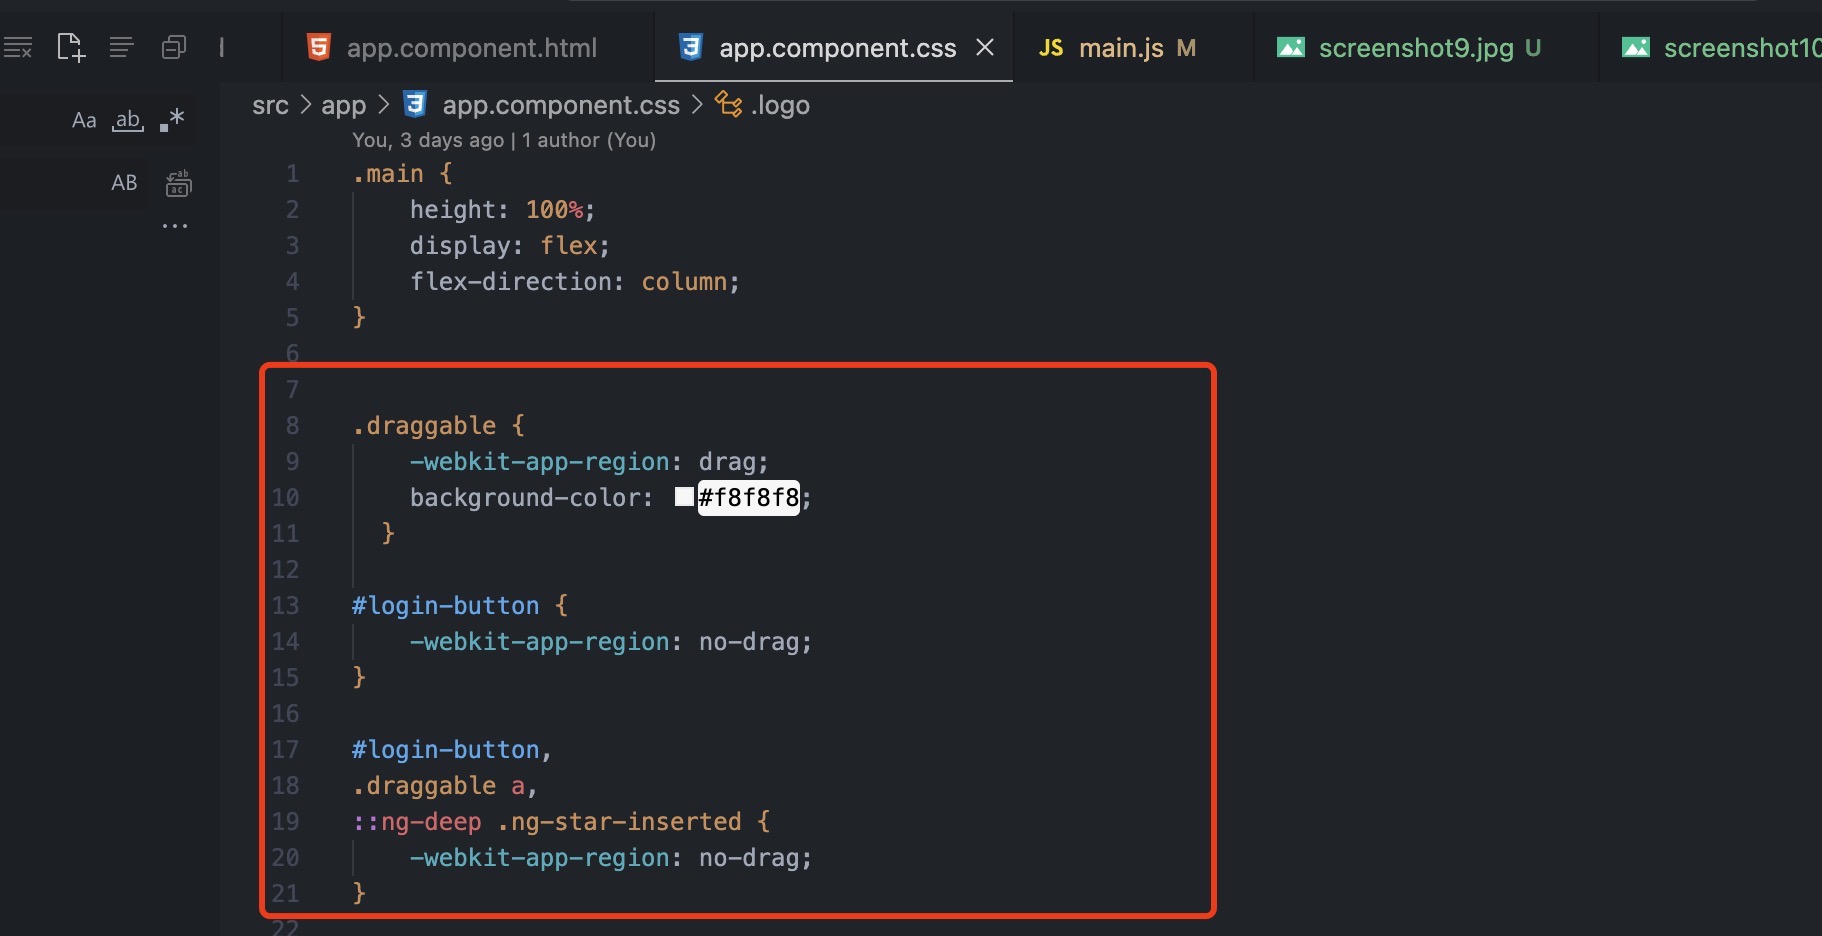 app.component.html
app.component.css
JS main.js M
screenshot9.jpg U
screenshot10
Aa ab
src > app > app.component.css > .logo
You, 3 days ago | 1 author (You)
AB
ab
ac
1 .main {
2 height: 100%;
3 display: flex;
4 flex-direction: column;
5 }
6
7
8 .draggable {
9 -webkit-app-region: drag;
10 background-color: #f8f8f8;
11 }
12
13 #login-button {
14 -webkit-app-region: no-drag;
15 }
16
17 #login-button,
18 .draggable a,
19 ::ng-deep .ng-star-inserted {
20 -webkit-app-region: no-drag;
21 }
22